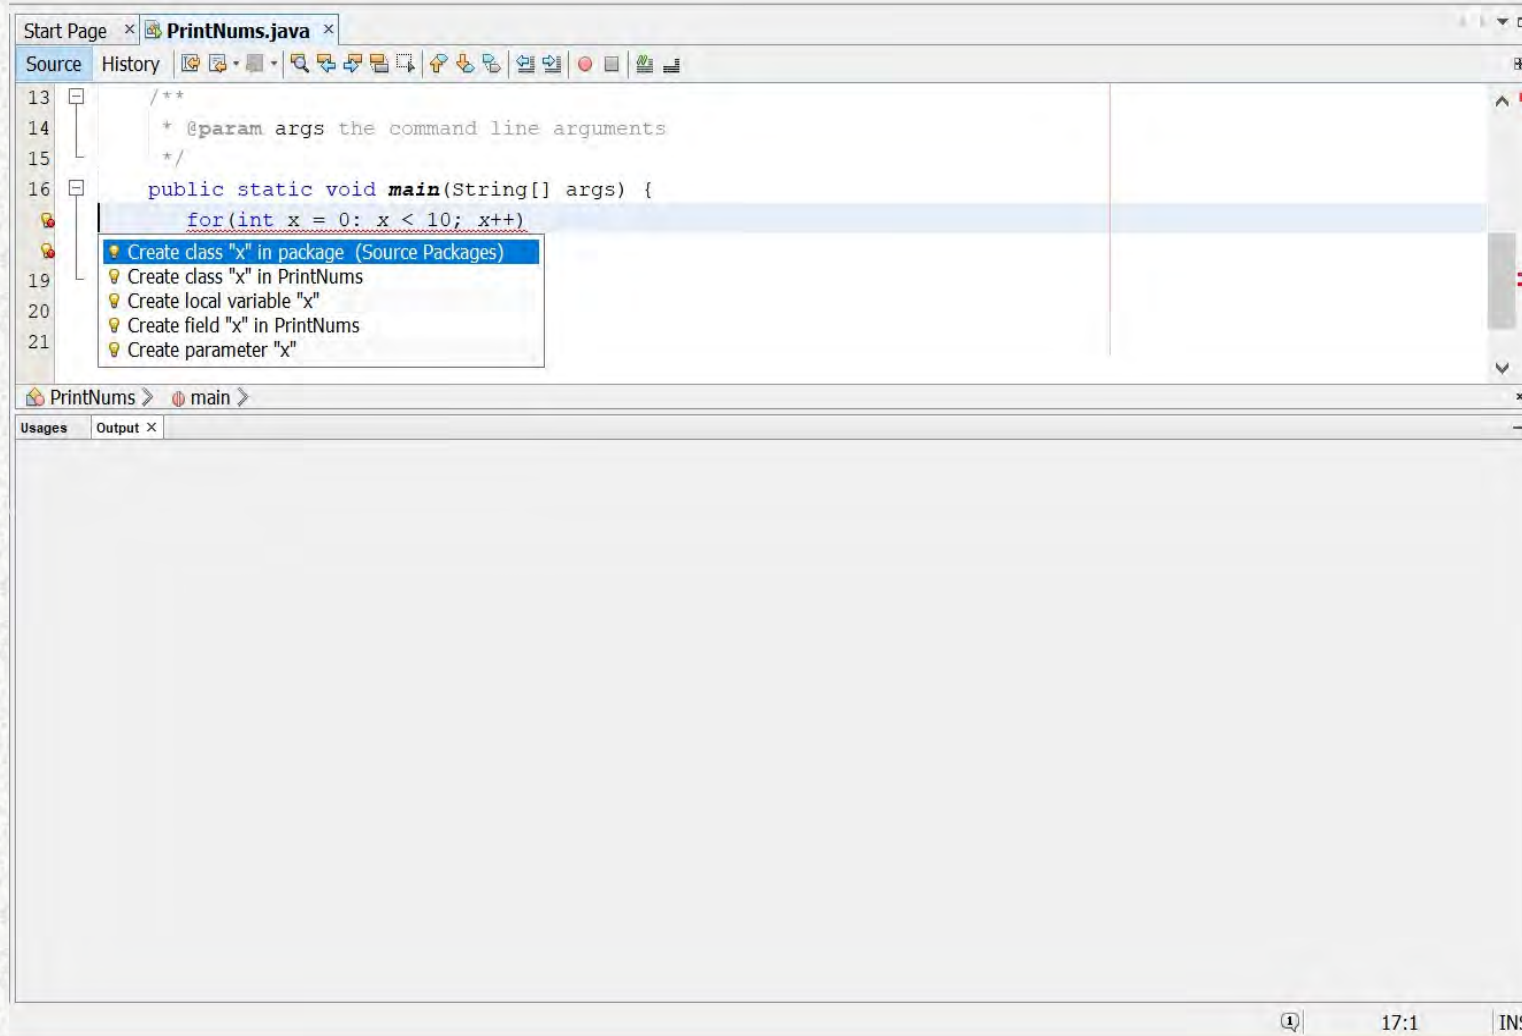 Start Page × PrintNums.java ×
Source History
13 /**
14 * @param args the command line arguments
15 */
16 public static void main(String[] args) {
for(int x = 0: x < 10; x++)
Create class "x" in package (Source Packages)
Create class "x" in PrintNums
19
Create local variable "x"
20
Create field "x" in PrintNums
21
Create parameter "x"
PrintNums main
Usages Output ×
1 17:1 INS